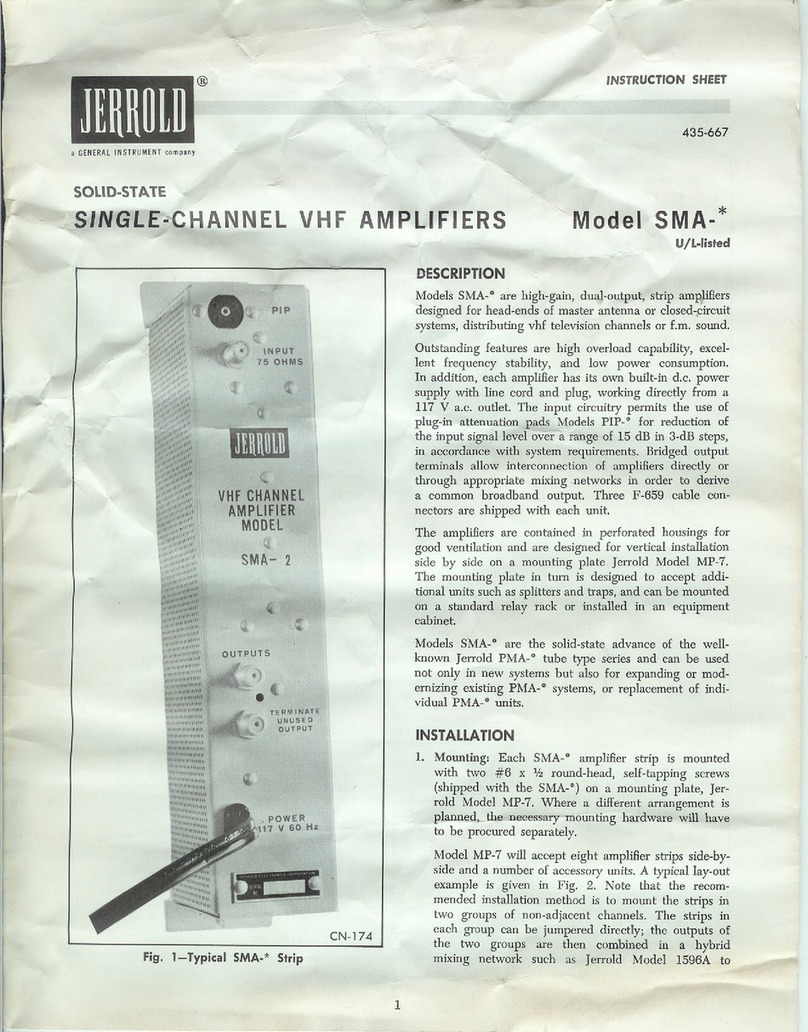 JERROLD ®
a GENERAL INSTRUMENT company
INSTRUCTION SHEET
435-667
SOLID-STATE
SINGLE-CHANNEL VHF AMPLIFIERS Model SMA-*
U/L-listed
PIP
INPUT
75 OHMS
JERROLD
VHF CHANNEL
AMPLIFIER
MODEL
SMA- 2
OUTPUTS
TERMINATE
UNUSED
OUTPUT
POWER
117 V 60 Hz
SERIAL
NO.
CN-174
Fig. 1—Typical SMA-* Strip
DESCRIPTION
Models SMA-* are high-gain, dual-output, strip amplifiers
designed for head-ends of master antenna or closed-circuit
systems, distributing vhf television channels or f.m. sound.
Outstanding features are high overload capability, excel-
lent frequency stability, and low power consumption.
In addition, each amplifier has its own built-in d.c. power
supply with line cord and plug, working directly from a
117 V a.c. outlet. The input circuitry permits the use of
plug-in attenuation pads Models PIP-* for reduction of
the input signal level over a range of 15 dB in 3-dB steps,
in accordance with system requirements. Bridged output
terminals allow interconnection of amplifiers directly or
through appropriate mixing networks in order to derive
a common broadband output. Three F-659 cable con-
nectors are shipped with each unit.
The amplifiers are contained in perforated housings for
good ventilation and are designed for vertical installation
side by side on a mounting plate Jerrold Model MP-7.
The mounting plate in turn is designed to accept addi-
tional units such as splitters and traps, and can be mounted
on a standard relay rack or installed in an equipment
cabinet.
Models SMA-* are the solid-state advance of the well-
known Jerrold PMA-* tube type series and can be used
not only in new systems but also for expanding or mod-
ernizing existing PMA-* systems, or replacement of indi-
vidual PMA-* units.
INSTALLATION
1. Mounting: Each SMA-* amplifier strip is mounted
with two #6 x ½ round-head, self-tapping screws
(shipped with the SMA-*) on a mounting plate, Jer-
rold Model MP-7. Where a different arrangement is
planned, the necessary mounting hardware will have
to be procured separately.
Model MP-7 will accept eight amplifier strips side-by-
side and a number of accessory units. A typical lay-out
example is given in Fig. 2. Note that the recom-
mended installation method is to mount the strips in
two groups of non-adjacent channels. The strips in
each group can be jumpered directly; the outputs of
the two groups are then combined in a hybrid
mixing network such as Jerrold Model 1596A to
1